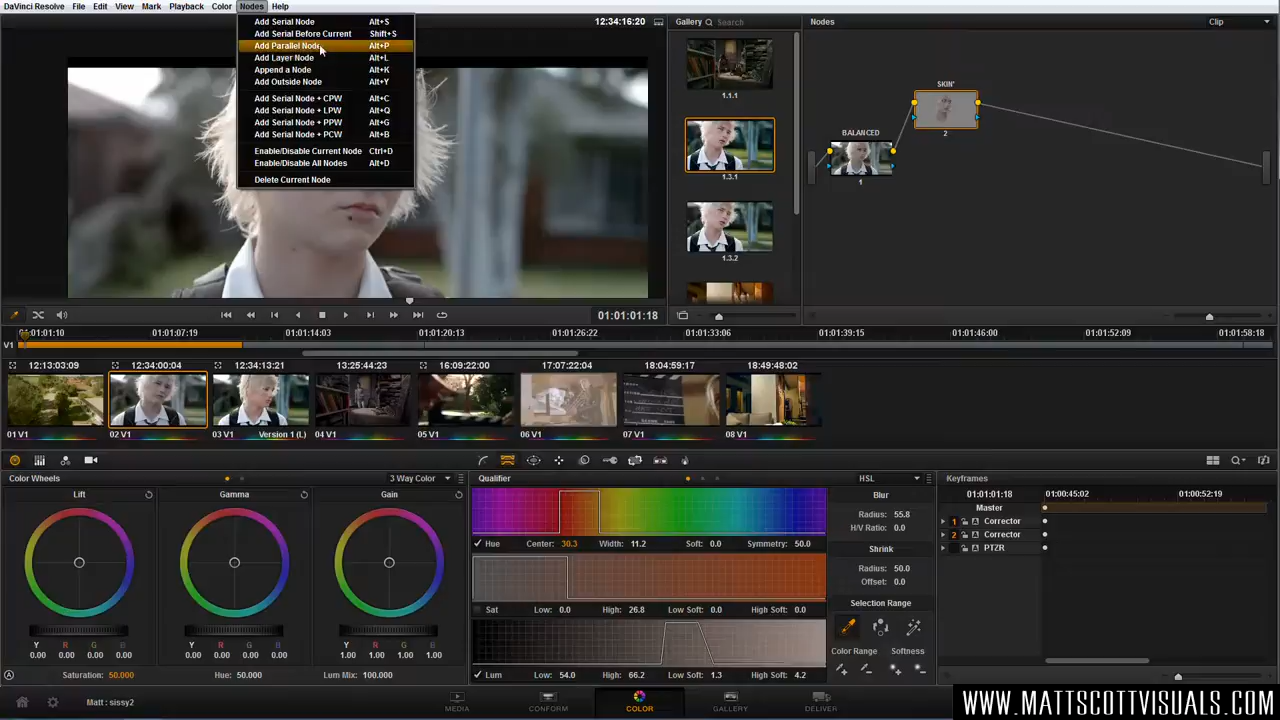 DaVinci Resolve File Edit View Mark Playback Color Nodes Help
Add Serial Node Alt+S
Add Serial Before Current Shift+S
Add Parallel Node Alt+P
Add Layer Node Alt+L
Append a Node Alt+K
Add Outside Node Alt+Y
Add Serial Node + CPW Alt+C
Add Serial Node + LPW Alt+Q
Add Serial Node + PPW Alt+G
Add Serial Node + PCW Alt+B
Enable/Disable Current Node Ctrl+D
Enable/Disable All Nodes Alt+D
Delete Current Node
12:34:16:20
Gallery Search
1.1.1
1.3.1
1.3.2
Nodes Clip
SKIN'
2
BALANCED
1
01:01:01:18
01:01:01:10 01:01:07:19 01:01:14:03 01:01:20:13 01:01:26:22 01:01:33:06 01:01:39:15 01:01:46:00 01:01:52:09 01:01:58:18
V1
12:13:03:09 12:34:00:04 12:34:13:21 13:25:44:23 16:09:22:00 17:07:22:04 18:04:59:17 18:49:48:02
01 V1 02 V1 03 V1 Version 1 (L) 04 V1 05 V1 06 V1 07 V1 08 V1
Color Wheels 3 Way Color
Lift Gamma Gain
Y R G B Y R G B Y R G B
0.00 0.00 0.00 0.00 0.00 0.00 0.00 0.00 1.00 1.00 1.00 1.00
Saturation: 50.000 Hue: 50.000 Lum Mix: 100.000
Qualifier HSL
Hue Center: 30.3 Width: 11.2 Soft: 0.0 Symmetry: 50.0
Sat Low: 0.0 High: 26.8 Low Soft: 0.0 High Soft: 0.0
Lum Low: 54.0 High: 66.2 Low Soft: 1.3 High Soft: 4.2
Blur
Radius: 55.8
H/V Ratio: 0.0
Shrink
Radius: 50.0
Offset: 0.0
Selection Range
Color Range Softness
Keyframes
01:01:01:18 01:00:45:02 01:00:52:19
Master
1 A Corrector
2 A Corrector
A PTZR
Matt : sissy2
MEDIA CONFORM COLOR GALLERY DELIVER
WWW.MATTSCOTTVISUALS.COM